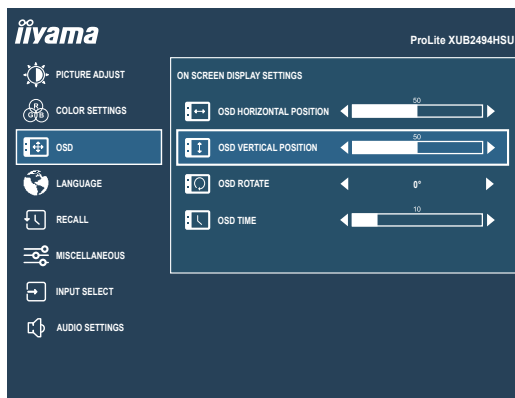 iiyama
ProLite XUB2494HSU
PICTURE ADJUST
COLOR SETTINGS
OSD
LANGUAGE
RECALL
MISCELLANEOUS
INPUT SELECT
AUDIO SETTINGS
ON SCREEN DISPLAY SETTINGS
OSD HORIZONTAL POSITION 50
OSD VERTICAL POSITION 50
OSD ROTATE 0°
OSD TIME 10
R
G B